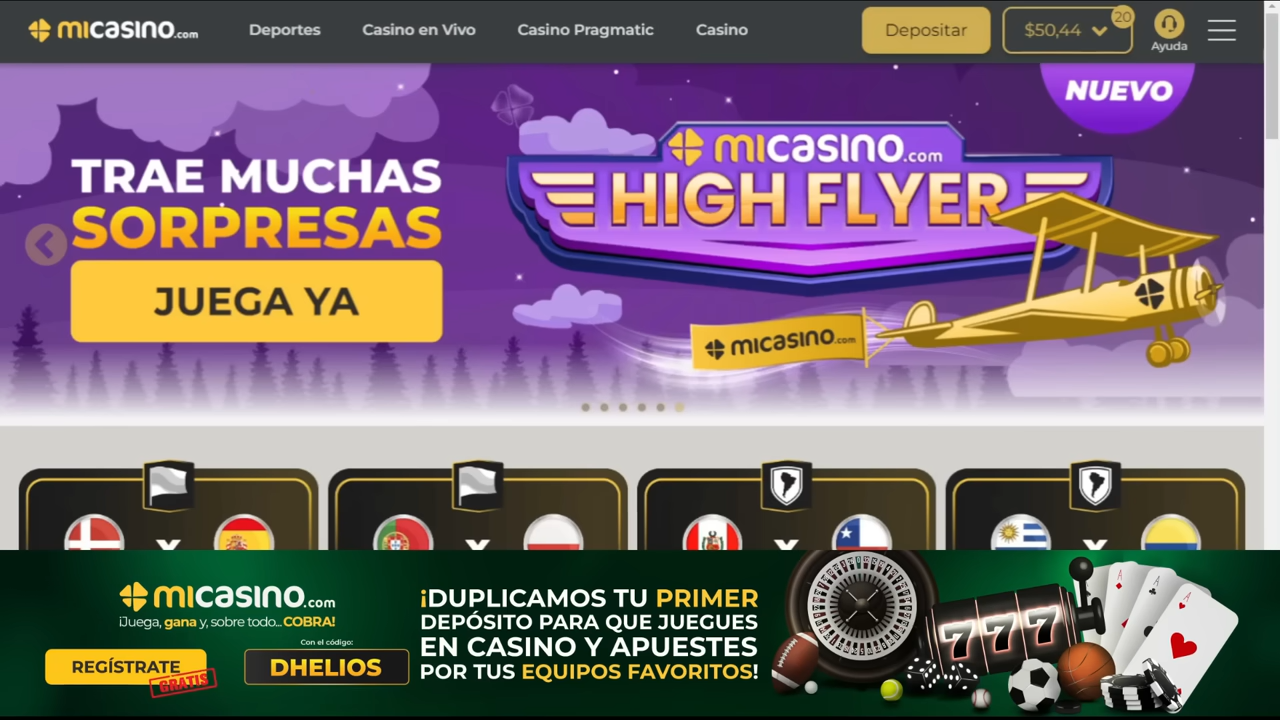 micasino.com
Deportes
Casino en Vivo
Casino Pragmatic
Casino
Depositar
$50,44
20
Ayuda
NUEVO
TRAE MUCHAS
SORPRESAS
JUEGA YA
micasino.com
HIGH FLYER
micasino.com
X
X
X
X
micasino.com
¡Juega, gana y, sobre todo... COBRA!
REGÍSTRATE
GRATIS
Con el código:
DHELIOS
¡DUPLICAMOS TU PRIMER
DEPÓSITO PARA QUE JUEGUES
EN CASINO Y APUESTES
POR TUS EQUIPOS FAVORITOS!
777
A
A
A